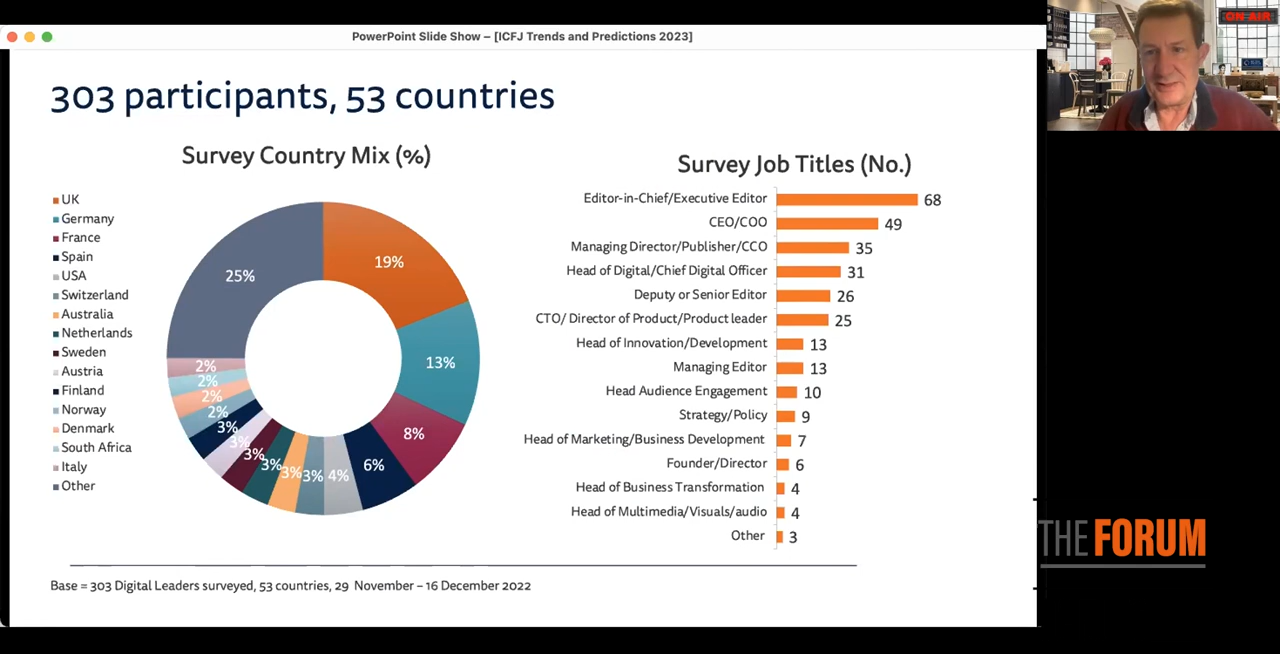 PowerPoint Slide Show – [ICFJ Trends and Predictions 2023]
ON AIR
303 participants, 53 countries
Survey Country Mix (%)
UK
Germany
France
Spain
USA
Switzerland
Australia
Netherlands
Sweden
Austria
Finland
Norway
Denmark
South Africa
Italy
Other
19%
13%
8%
6%
4%
3%
3%
3%
3%
3%
3%
2%
2%
2%
2%
25%
Survey Job Titles (No.)
Editor-in-Chief/Executive Editor 68
CEO/COO 49
Managing Director/Publisher/CCO 35
Head of Digital/Chief Digital Officer 31
Deputy or Senior Editor 26
CTO/ Director of Product/Product leader 25
Head of Innovation/Development 13
Managing Editor 13
Head Audience Engagement 10
Strategy/Policy 9
Head of Marketing/Business Development 7
Founder/Director 6
Head of Business Transformation 4
Head of Multimedia/Visuals/audio 4
Other 3
Base = 303 Digital Leaders surveyed, 53 countries, 29 November – 16 December 2022
THE FORUM